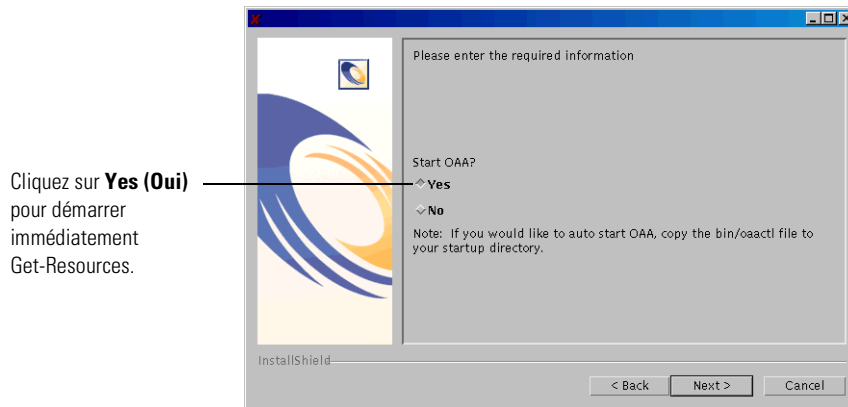 Please enter the required information
Start OAA?
Cliquez sur Yes (Oui)
pour démarrer
immédiatement
Get-Resources.
Yes
No
Note: If you would like to auto start OAA, copy the bin/oaactl file to
your startup directory.
InstallShield
< Back
Next >
Cancel